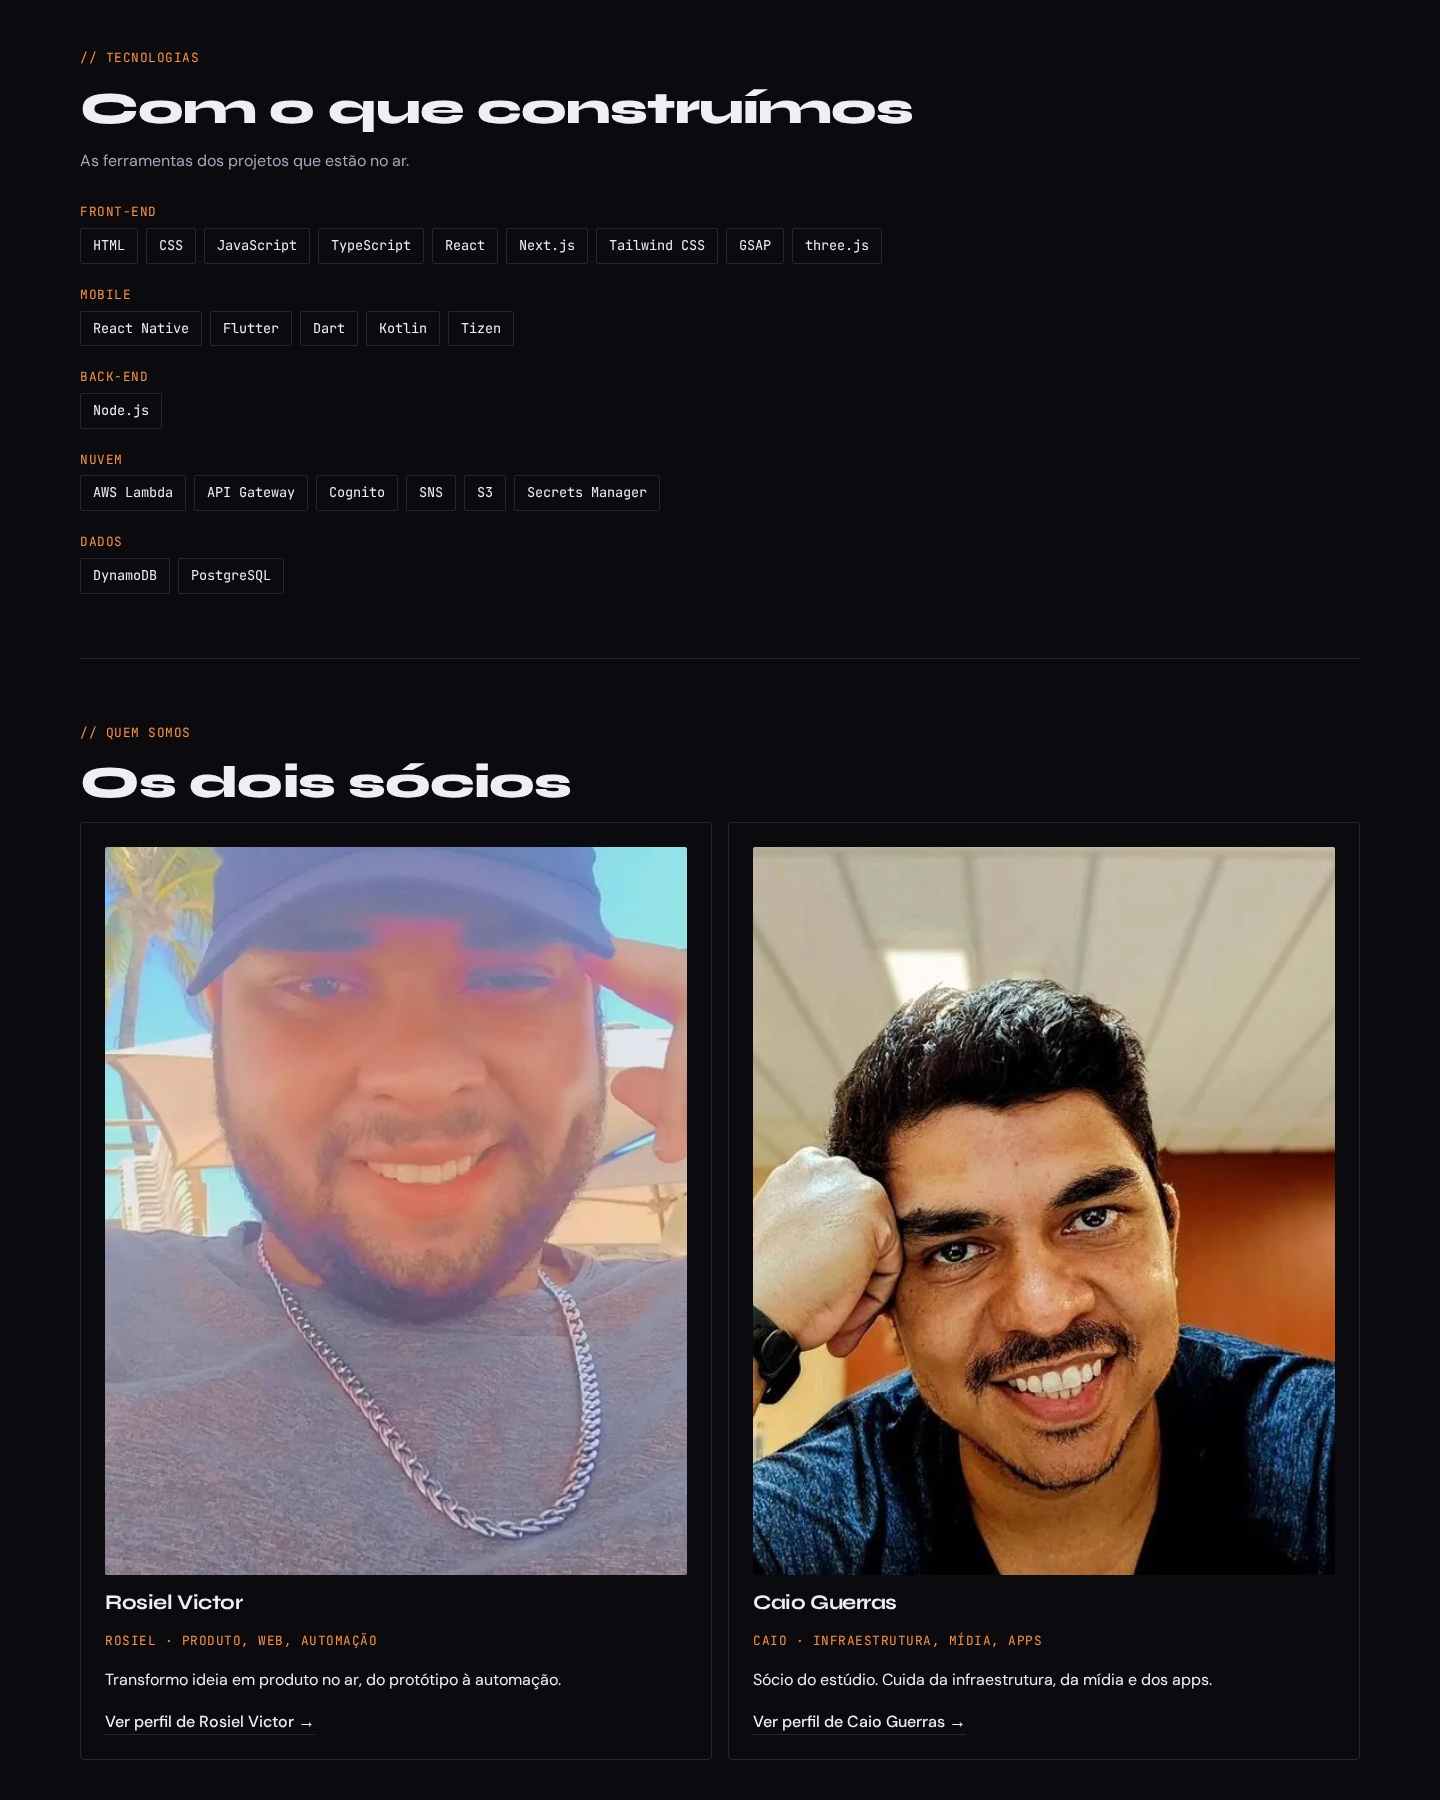 // TECNOLOGIAS
Com o que construímos
As ferramentas dos projetos que estão no ar.
FRONT-END
HTML CSS JavaScript TypeScript React Next.js Tailwind CSS GSAP three.js
MOBILE
React Native Flutter Dart Kotlin Tizen
BACK-END
Node.js
NUVEM
AWS Lambda API Gateway Cognito SNS S3 Secrets Manager
DADOS
DynamoDB PostgreSQL
// QUEM SOMOS
Os dois sócios
Rosiel Victor
ROSIEL · PRODUTO, WEB, AUTOMAÇÃO
Transformo ideia em produto no ar, do protótipo à automação.
Ver perfil de Rosiel Victor →
Caio Guerras
CAIO · INFRAESTRUTURA, MÍDIA, APPS
Sócio do estúdio. Cuida da infraestrutura, da mídia e dos apps.
Ver perfil de Caio Guerras →